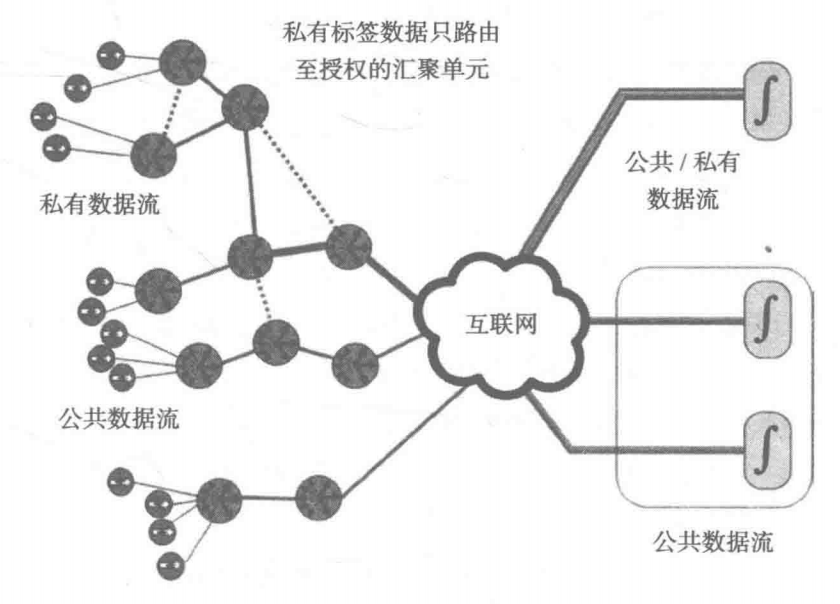 私有标签数据只路由
至授权的汇聚单元
∫
公共 / 私有
数据流
私有数据流
∫
互联网
公共数据流
∫
公共数据流